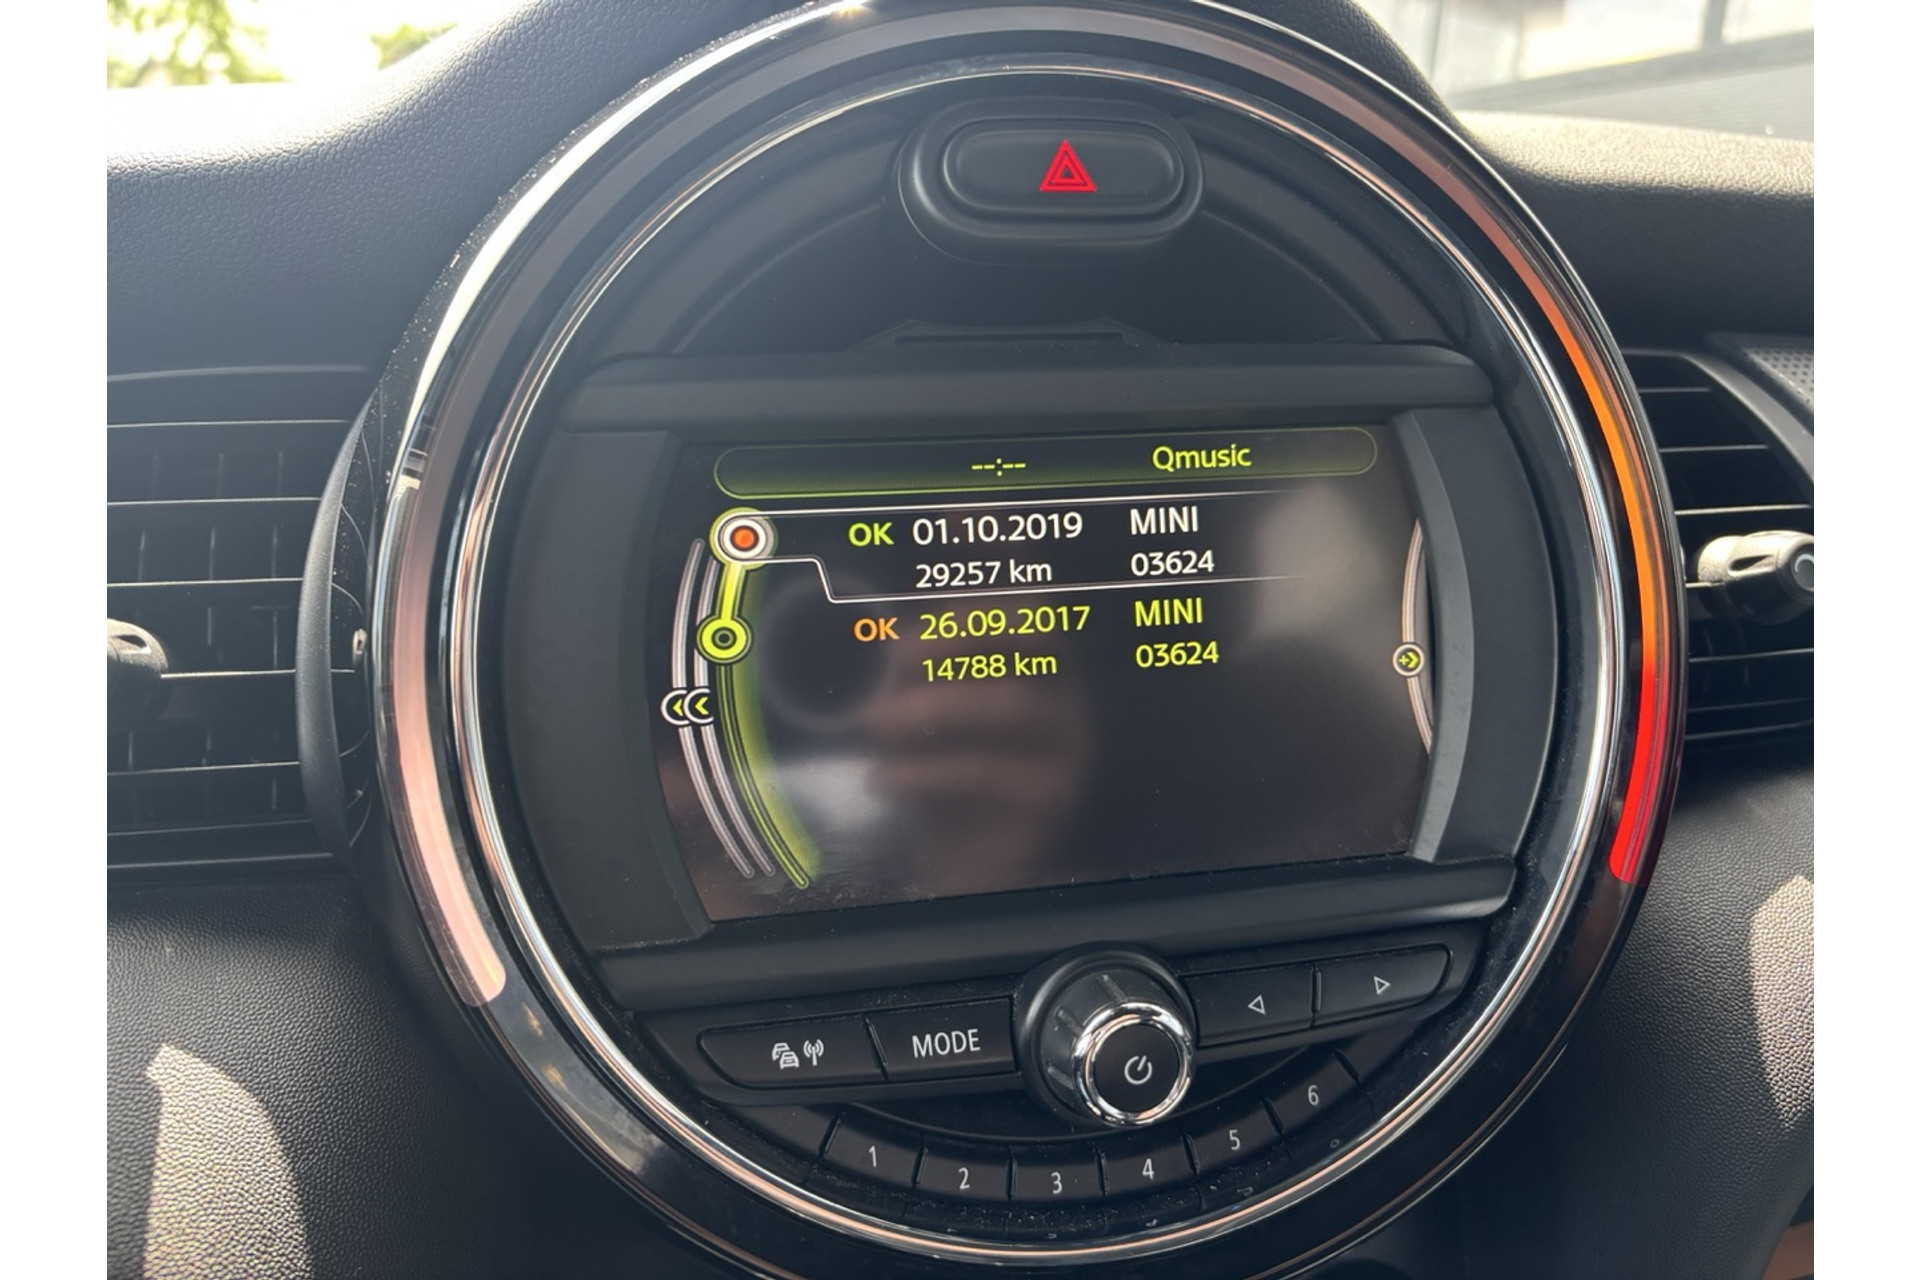 --:-- Qmusic
OK 01.10.2019 MINI
29257 km 03624
OK 26.09.2017 MINI
14788 km 03624
MODE
1 2 3 4 5 6